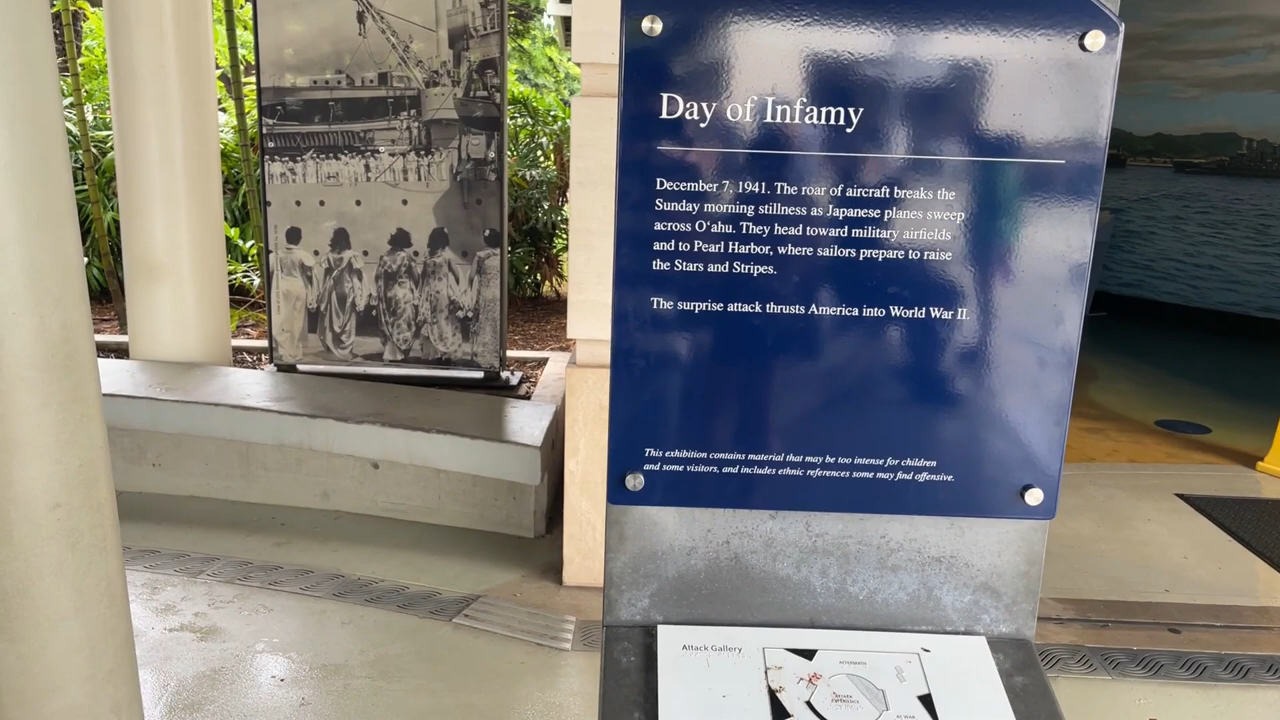 Day of Infamy
December 7, 1941. The roar of aircraft breaks the
Sunday morning stillness as Japanese planes sweep
across Oʻahu. They head toward military airfields
and to Pearl Harbor, where sailors prepare to raise
the Stars and Stripes.
The surprise attack thrusts America into World War II.
This exhibition contains material that may be too intense for children
and some visitors, and includes ethnic references some may find offensive.
Attack Gallery
AFTERMATH
ATTACK
EXPERIENCE
AT WAR